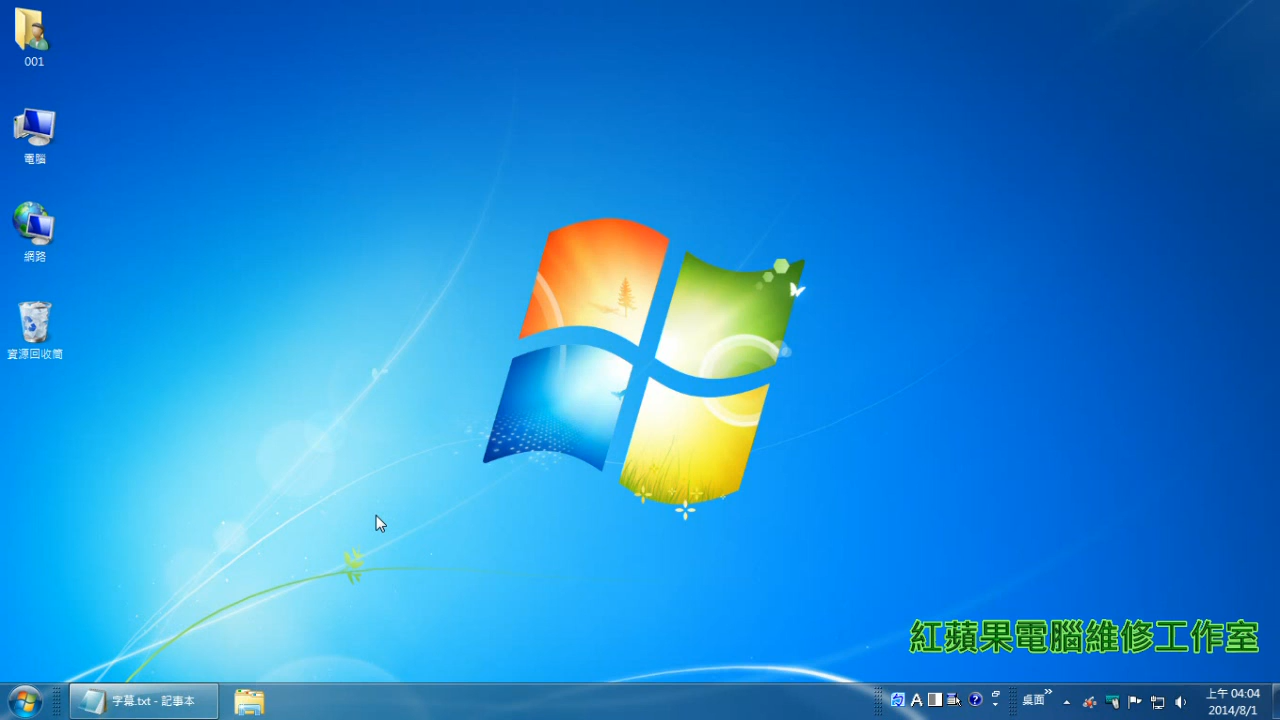 001
電腦
網路
資源回收筒
紅蘋果電腦維修工作室
字幕.txt - 記事本
A
桌面
上午 04:04
2014/8/1